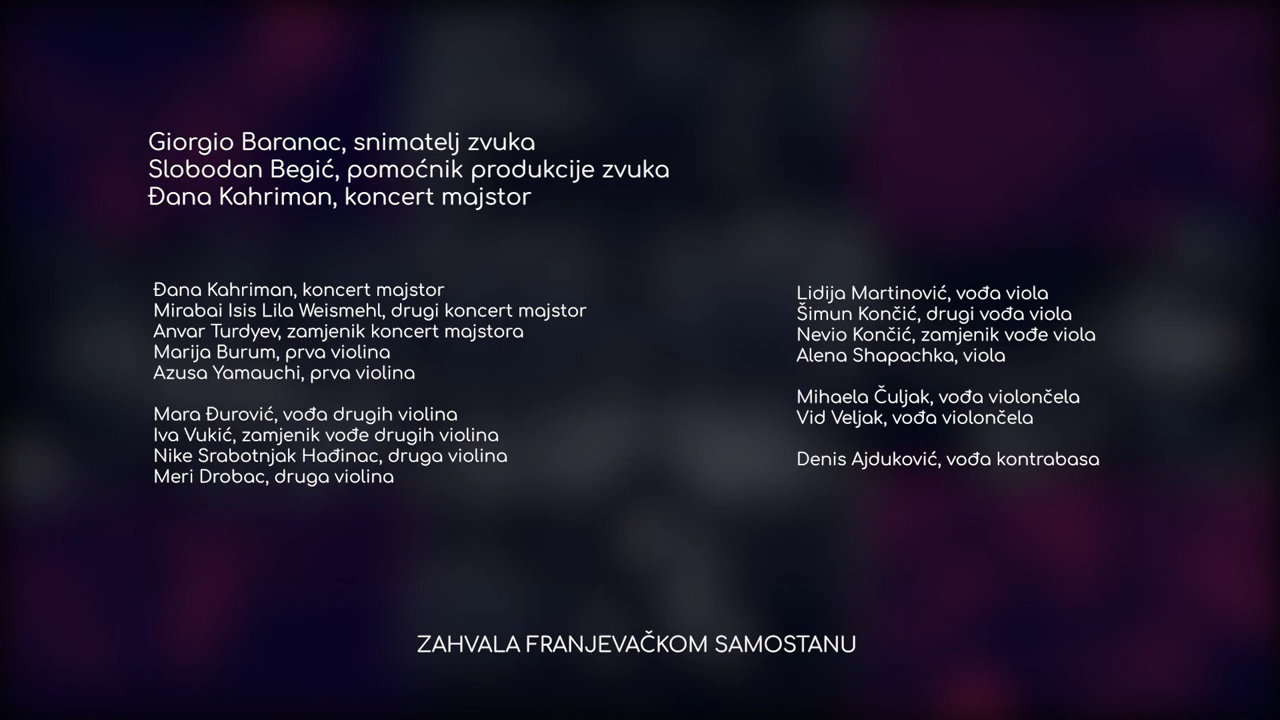 Giorgio Baranac, snimatelj zvuka
Slobodan Begić, pomoćnik produkcije zvuka
Đana Kahriman, koncert majstor
Đana Kahriman, koncert majstor
Mirabai Isis Lila Weismehl, drugi koncert majstor
Anvar Turdyev, zamjenik koncert majstora
Marija Burum, prva violina
Azusa Yamauchi, prva violina
Mara Đurović, vođa drugih violina
Iva Vukić, zamjenik vođe drugih violina
Nike Srabotnjak Hađinac, druga violina
Meri Drobac, druga violina
Lidija Martinović, vođa viola
Šimun Končić, drugi vođa viola
Nevio Končić, zamjenik vođe viola
Alena Shapachka, viola
Mihaela Čuljak, vođa violončela
Vid Veljak, vođa violončela
Denis Ajduković, vođa kontrabasa
ZAHVALA FRANJEVAČKOM SAMOSTANU